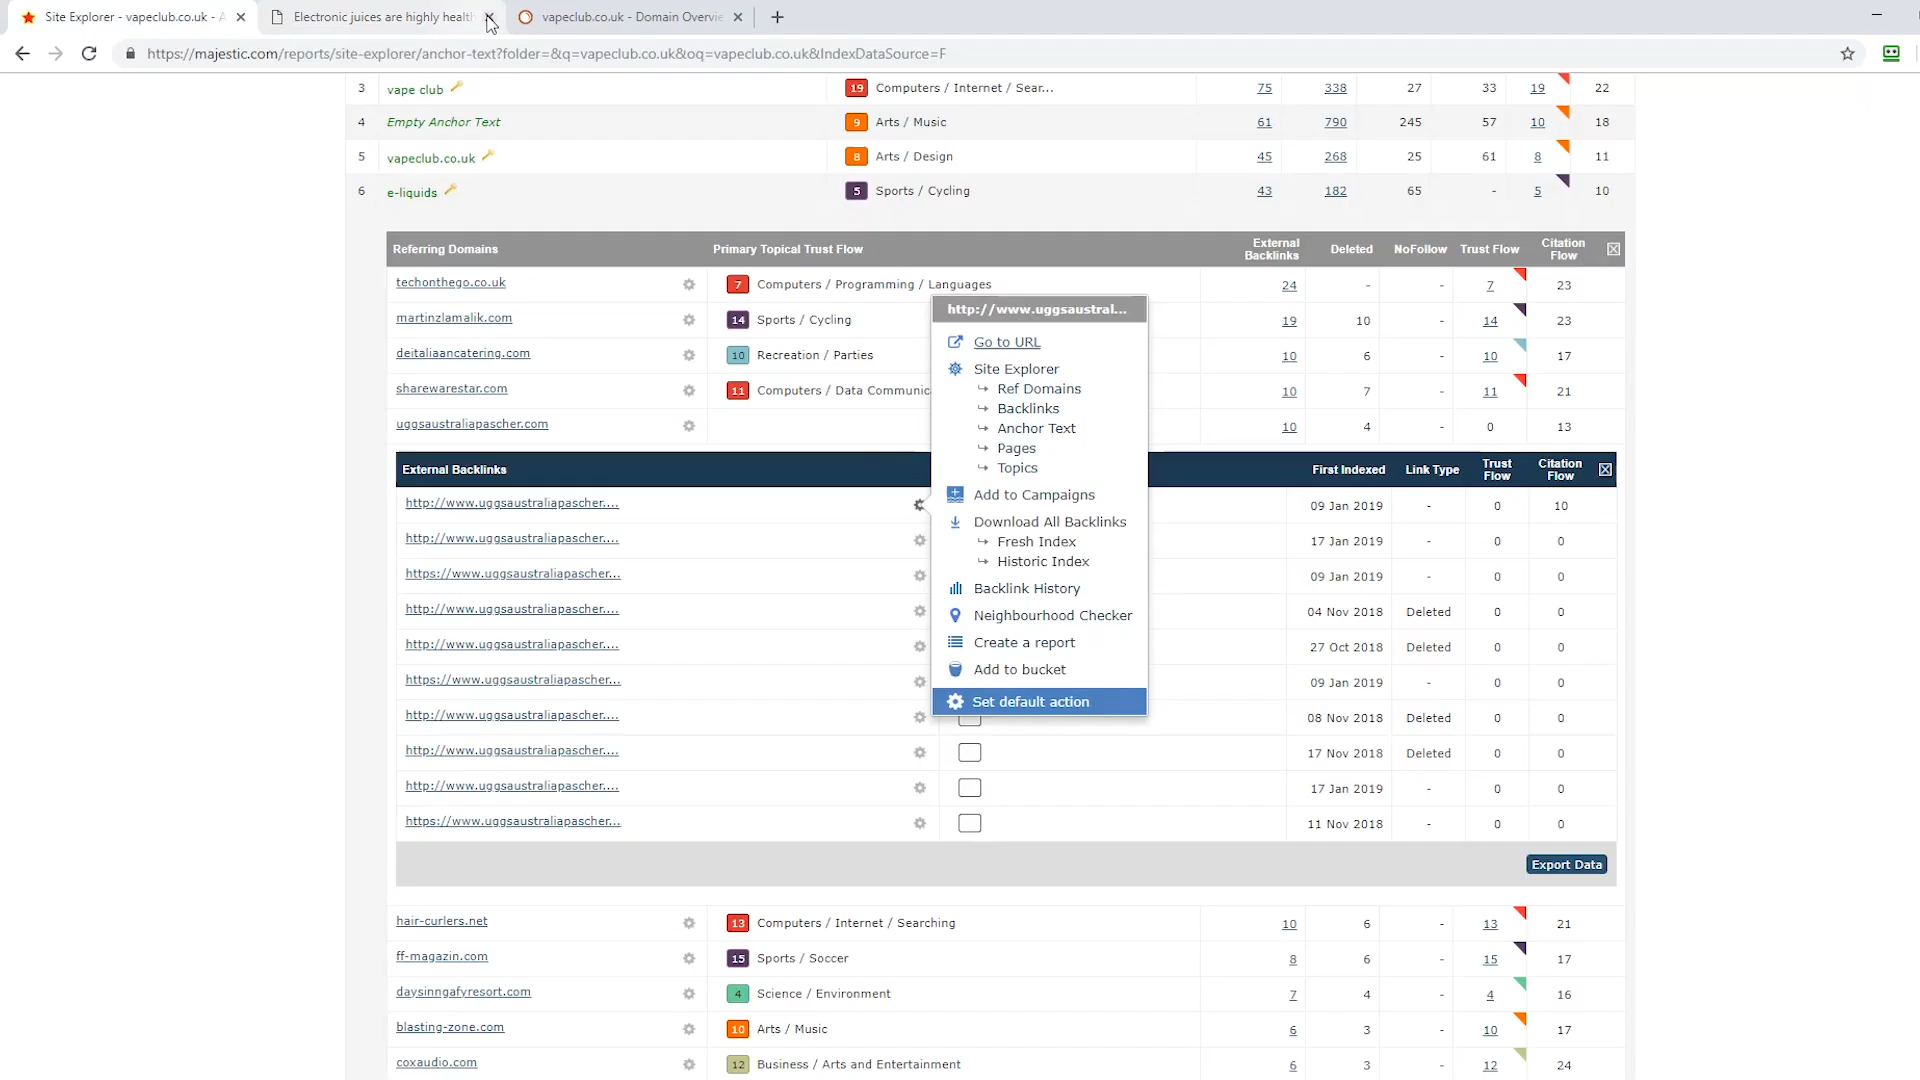 Site Explorer - vapeclub.co.uk - A
Electronic juices are highly health
vapeclub.co.uk - Domain Overvie
https://majestic.com/reports/site-explorer/anchor-text?folder=&q=vapeclub.co.uk&oq=vapeclub.co.uk&IndexDataSource=F
3 vape club 19 Computers / Internet / Sear... 75 338 27 33 19 22
4 Empty Anchor Text 9 Arts / Music 61 790 245 57 10 18
5 vapeclub.co.uk 8 Arts / Design 45 268 25 61 8 11
6 e-liquids 5 Sports / Cycling 43 182 65 - 5 10
Referring Domains Primary Topical Trust Flow External Backlinks Deleted NoFollow Trust Flow Citation Flow
techonthego.co.uk 7 Computers / Programming / Languages 24 - - 7 23
martinzlamalik.com 14 Sports / Cycling 19 10 - 14 23
deitaliaancatering.com 10 Recreation / Parties 10 6 - 10 17
sharewarestar.com 11 Computers / Data Communic 10 7 - 11 21
uggsaustraliapascher.com 10 4 - 0 13
http://www.uggsaustral...
Go to URL
Site Explorer
Ref Domains
Backlinks
Anchor Text
Pages
Topics
Add to Campaigns
Download All Backlinks
Fresh Index
Historic Index
Backlink History
Neighbourhood Checker
Create a report
Add to bucket
Set default action
External Backlinks First Indexed Link Type Trust Flow Citation Flow
http://www.uggsaustraliapascher.... 09 Jan 2019 - 0 10
http://www.uggsaustraliapascher.... 17 Jan 2019 - 0 0
https://www.uggsaustraliapascher... 09 Jan 2019 - 0 0
http://www.uggsaustraliapascher.... 04 Nov 2018 Deleted 0 0
http://www.uggsaustraliapascher.... 27 Oct 2018 Deleted 0 0
https://www.uggsaustraliapascher... 09 Jan 2019 - 0 0
http://www.uggsaustraliapascher.... 08 Nov 2018 Deleted 0 0
http://www.uggsaustraliapascher.... 17 Nov 2018 Deleted 0 0
http://www.uggsaustraliapascher.... 17 Jan 2019 - 0 0
https://www.uggsaustraliapascher... 11 Nov 2018 - 0 0
Export Data
hair-curlers.net 13 Computers / Internet / Searching 10 6 - 13 21
ff-magazin.com 15 Sports / Soccer 8 6 - 15 17
daysinngafyresort.com 4 Science / Environment 7 4 - 4 16
blasting-zone.com 10 Arts / Music 6 3 - 10 17
coxaudio.com 12 Business / Arts and Entertainment 6 3 - 12 24